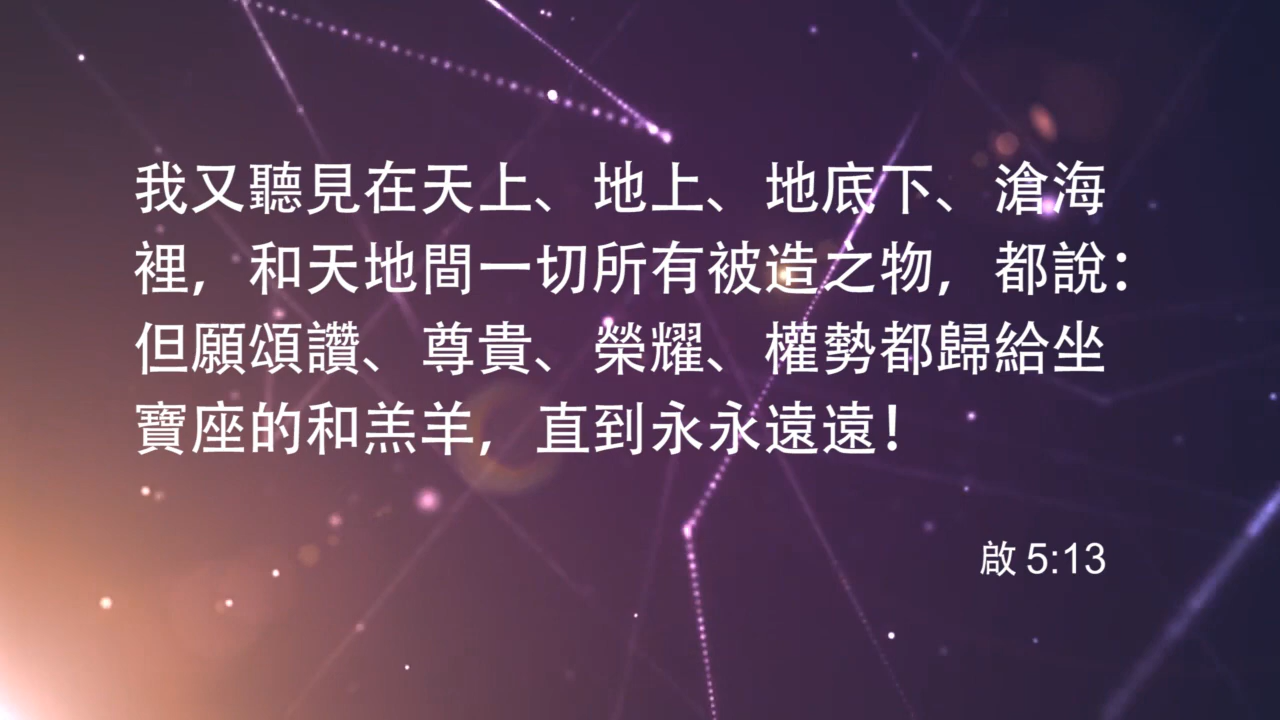 我又聽見在天上、地上、地底下、滄海
裡，和天地間一切所有被造之物，都說：
但願頌讚、尊貴、榮耀、權勢都歸給坐
寶座的和羔羊，直到永永遠遠！
啟 5:13